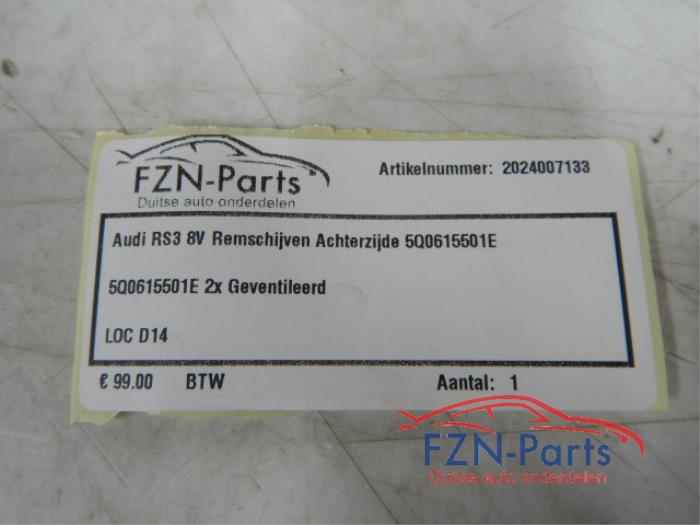 FZN-Parts
Duitse auto onderdelen
Artikelnummer: 2024007133
Audi RS3 8V Remschijven Achterzijde 5Q0615501E
5Q0615501E 2x Geventileerd
LOC D14
€ 99.00 BTW Aantal: 1
FZN-Parts
Duitse auto onderdelen